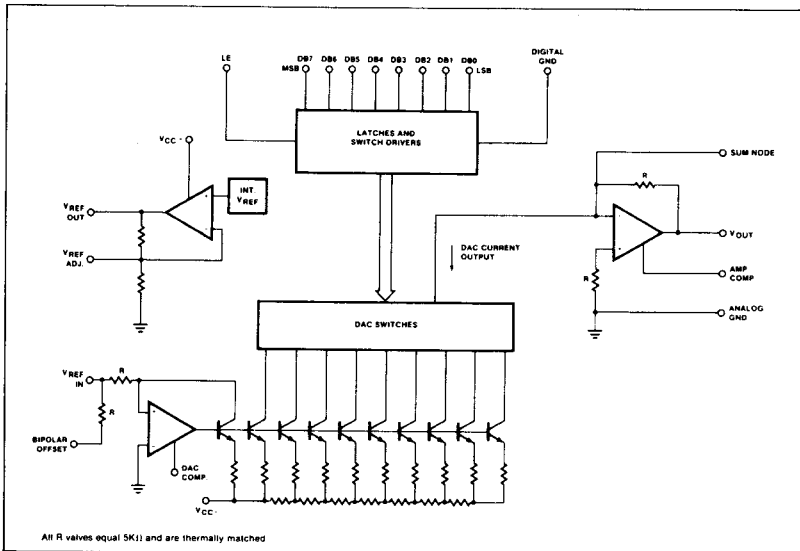 LE
MSB DB7 DB6 DB5 DB4 DB3 DB2 DB1 DB0 LSB
DIGITAL GND
LATCHES AND SWITCH DRIVERS
VCC -
INT. VREF
VREF OUT
VREF ADJ.
SUM NODE
R
VOUT
DAC CURRENT OUTPUT
AMP COMP
R
ANALOG GND
DAC SWITCHES
VREF IN
R
R
BIPOLAR OFFSET
DAC COMP.
VCC-
All R valves equal 5KΩ and are thermally matched